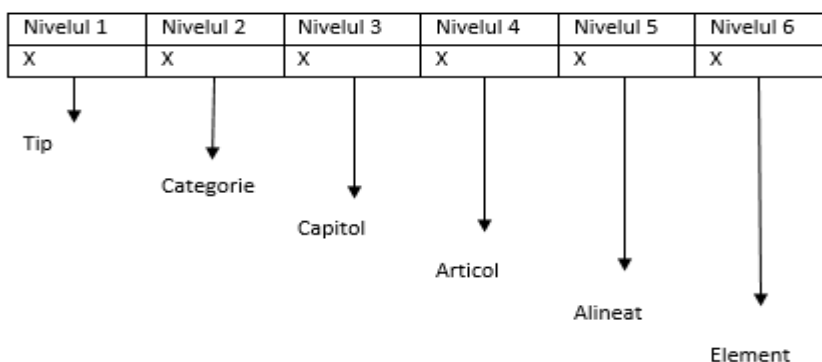 Nivelul 1 Nivelul 2 Nivelul 3 Nivelul 4 Nivelul 5 Nivelul 6
X X X X X X
Tip
Categorie
Capitol
Articol
Alineat
Element